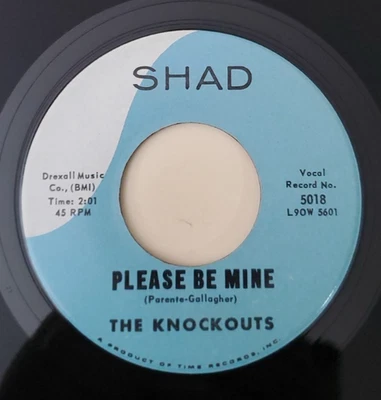 SHAD
Drexall Music
Co., (BMI)
Time: 2:01
45 RPM
Vocal
Record No.
5018
L9OW 5601
PLEASE BE MINE
(Parente-Gallagher)
THE KNOCKOUTS
A PRODUCT OF TIME RECORDS, INC.